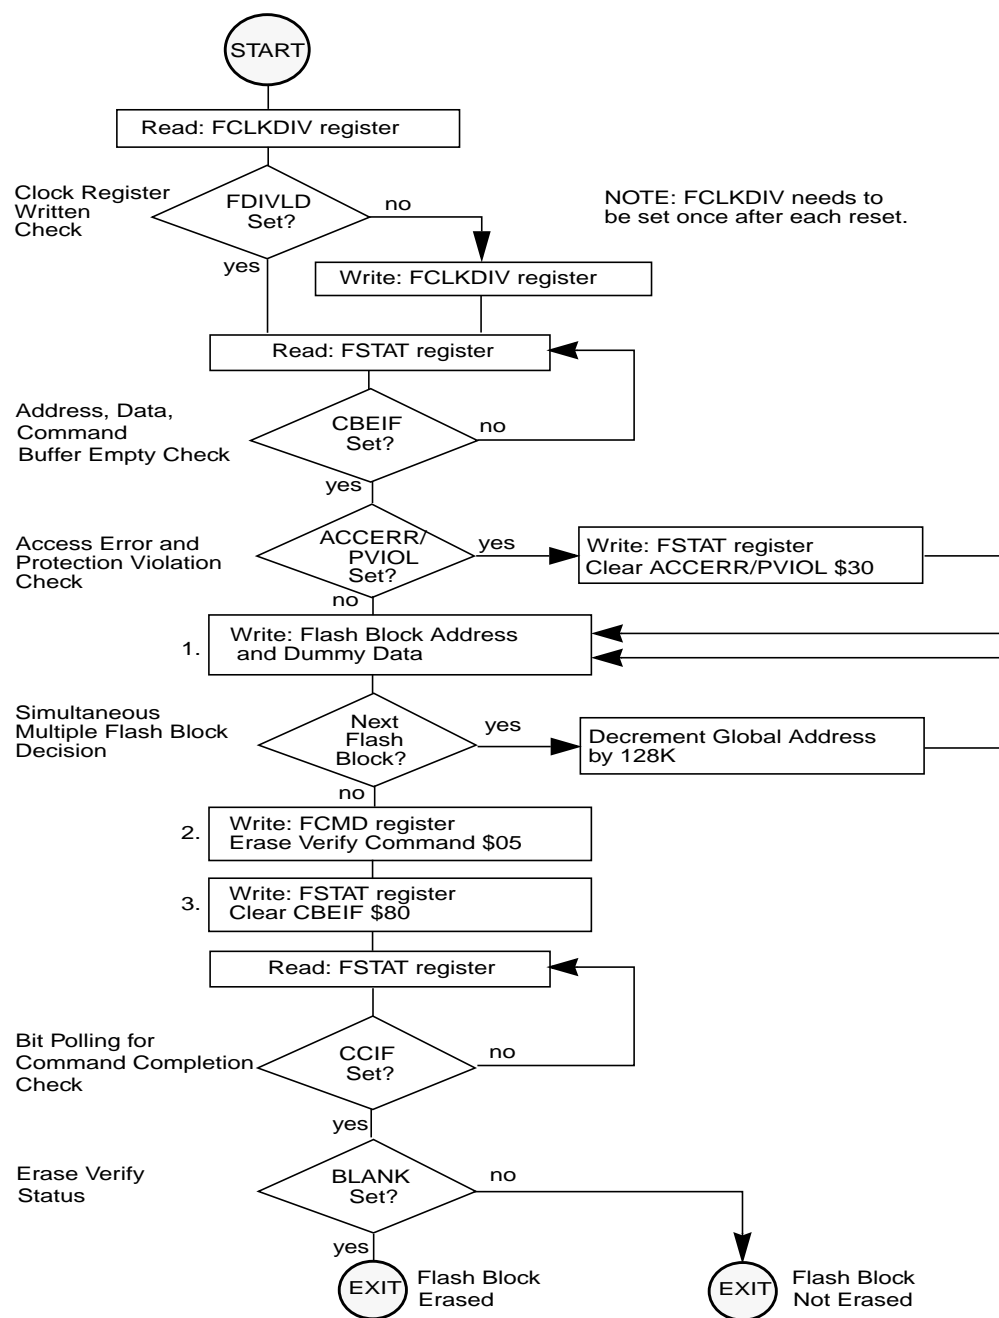 START
Read: FCLKDIV register
Clock Register
Written
Check
FDIVLD
Set?
no
yes
NOTE: FCLKDIV needs to
be set once after each reset.
Write: FCLKDIV register
Read: FSTAT register
Address, Data,
Command
Buffer Empty Check
CBEIF
Set?
no
yes
Access Error and
Protection Violation
Check
ACCERR/
PVIOL
Set?
yes
no
Write: FSTAT register
Clear ACCERR/PVIOL $30
1.
Write: Flash Block Address
and Dummy Data
Simultaneous
Multiple Flash Block
Decision
Next
Flash
Block?
yes
no
Decrement Global Address
by 128K
2.
Write: FCMD register
Erase Verify Command $05
3.
Write: FSTAT register
Clear CBEIF $80
Read: FSTAT register
Bit Polling for
Command Completion
Check
CCIF
Set?
no
yes
Erase Verify
Status
BLANK
Set?
no
yes
EXIT
Flash Block
Erased
EXIT
Flash Block
Not Erased